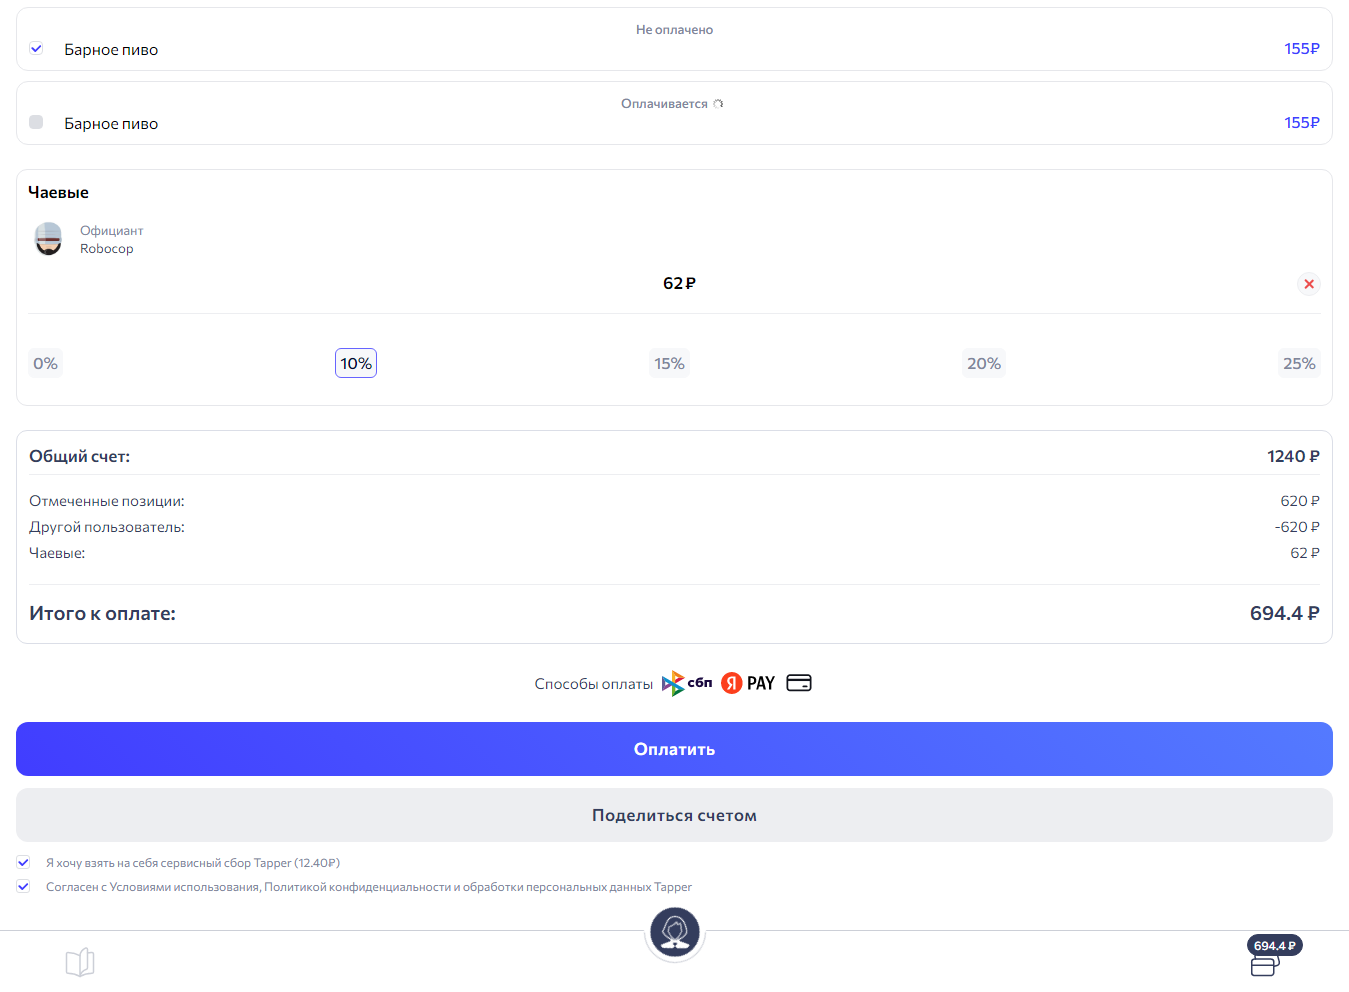 Не оплачено
Барное пиво 155₽
Оплачивается
Барное пиво 155₽
Чаевые
Официант
Robocop
62 ₽
0% 10% 15% 20% 25%
Общий счет: 1240 ₽
Отмеченные позиции: 620 ₽
Другой пользователь: -620 ₽
Чаевые: 62 ₽
Итого к оплате: 694.4 ₽
Способы оплаты сбп Я PAY
Оплатить
Поделиться счетом
Я хочу взять на себя сервисный сбор Tapper (12.40₽)
Согласен с Условиями использования, Политикой конфиденциальности и обработки персональных данных Tapper
694.4 ₽